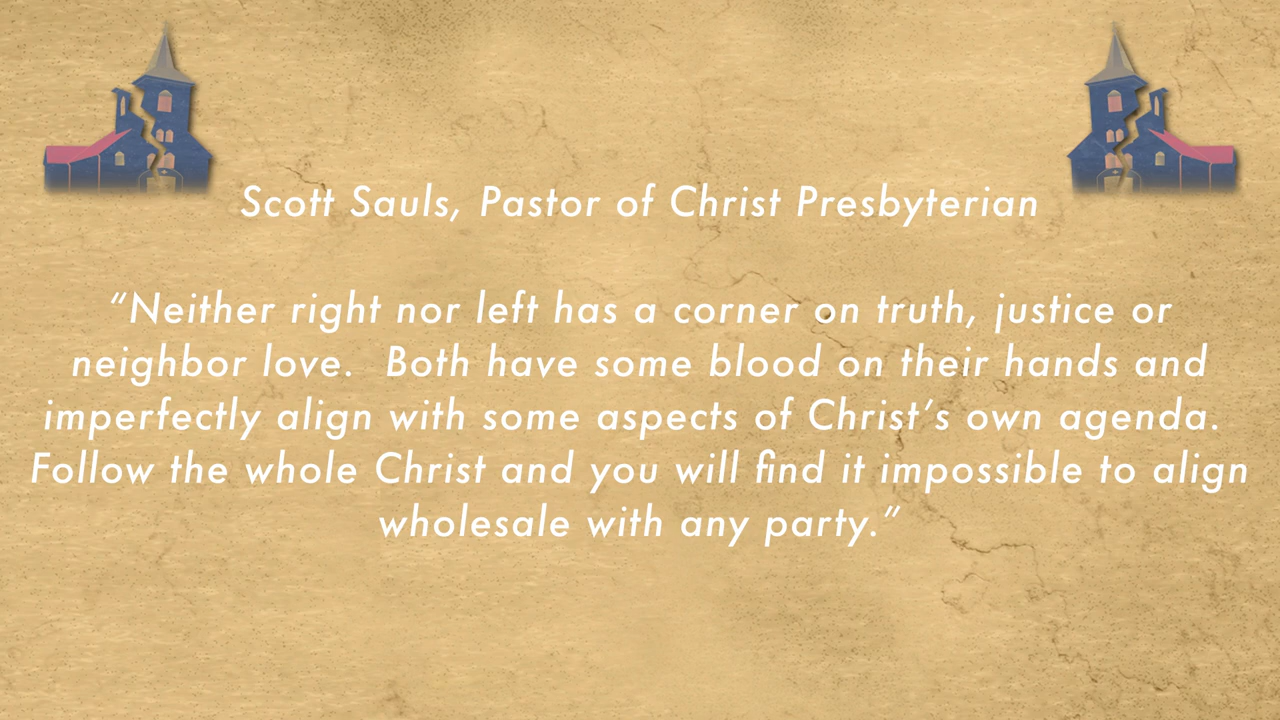 Scott Sauls, Pastor of Christ Presbyterian
“Neither right nor left has a corner on truth, justice or
neighbor love.  Both have some blood on their hands and
imperfectly align with some aspects of Christ’s own agenda.
Follow the whole Christ and you will find it impossible to align
wholesale with any party.”